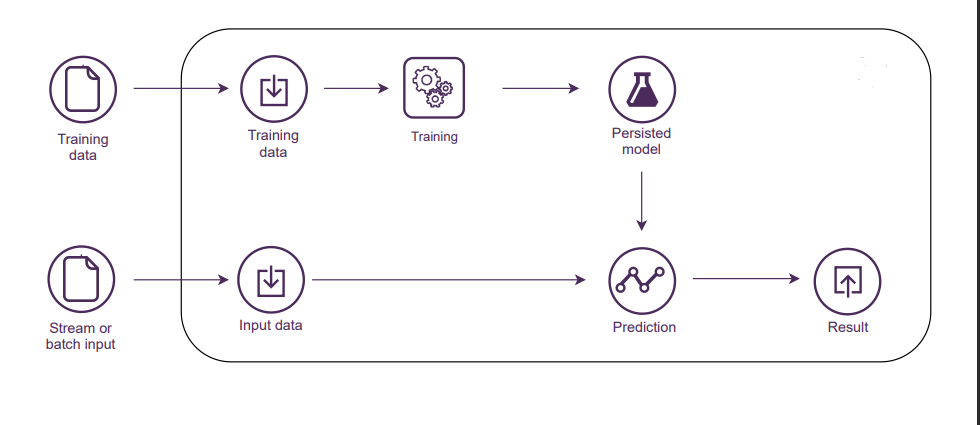 Training
data
Training
data
Training
Persisted
model
Stream or
batch input
Input data
Prediction
Result